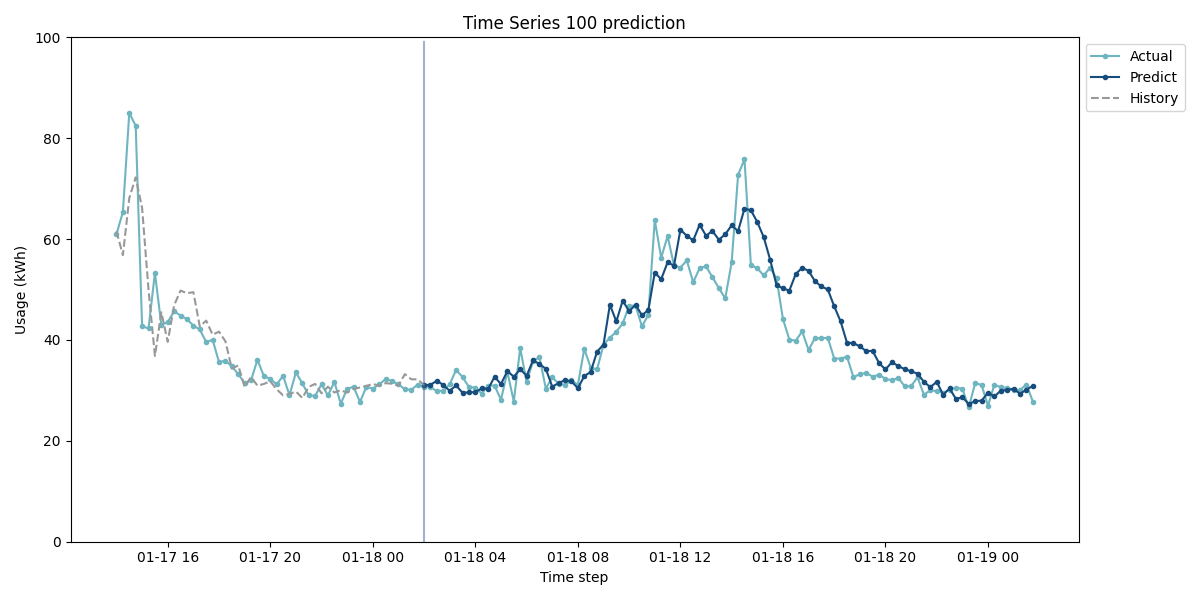 Time Series 100 prediction
100
80
60
40
20
0
Usage (kWh)
01-17 16
01-17 20
01-18 00
01-18 04
01-18 08
01-18 12
01-18 16
01-18 20
01-19 00
Time step
Actual
Predict
History